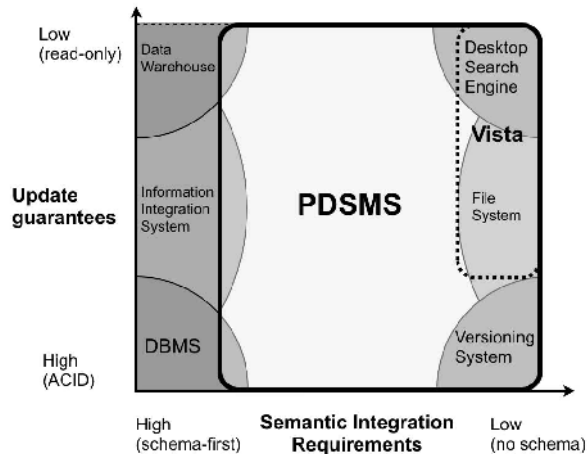 Low
(read-only)
Data
Warehouse
Desktop
Search
Engine
Vista
Update
guarantees
Information
Integration
System
PDSMS
File
System
DBMS
Versioning
System
High
(ACID)
High
(schema-first)
Semantic Integration
Requirements
Low
(no schema)